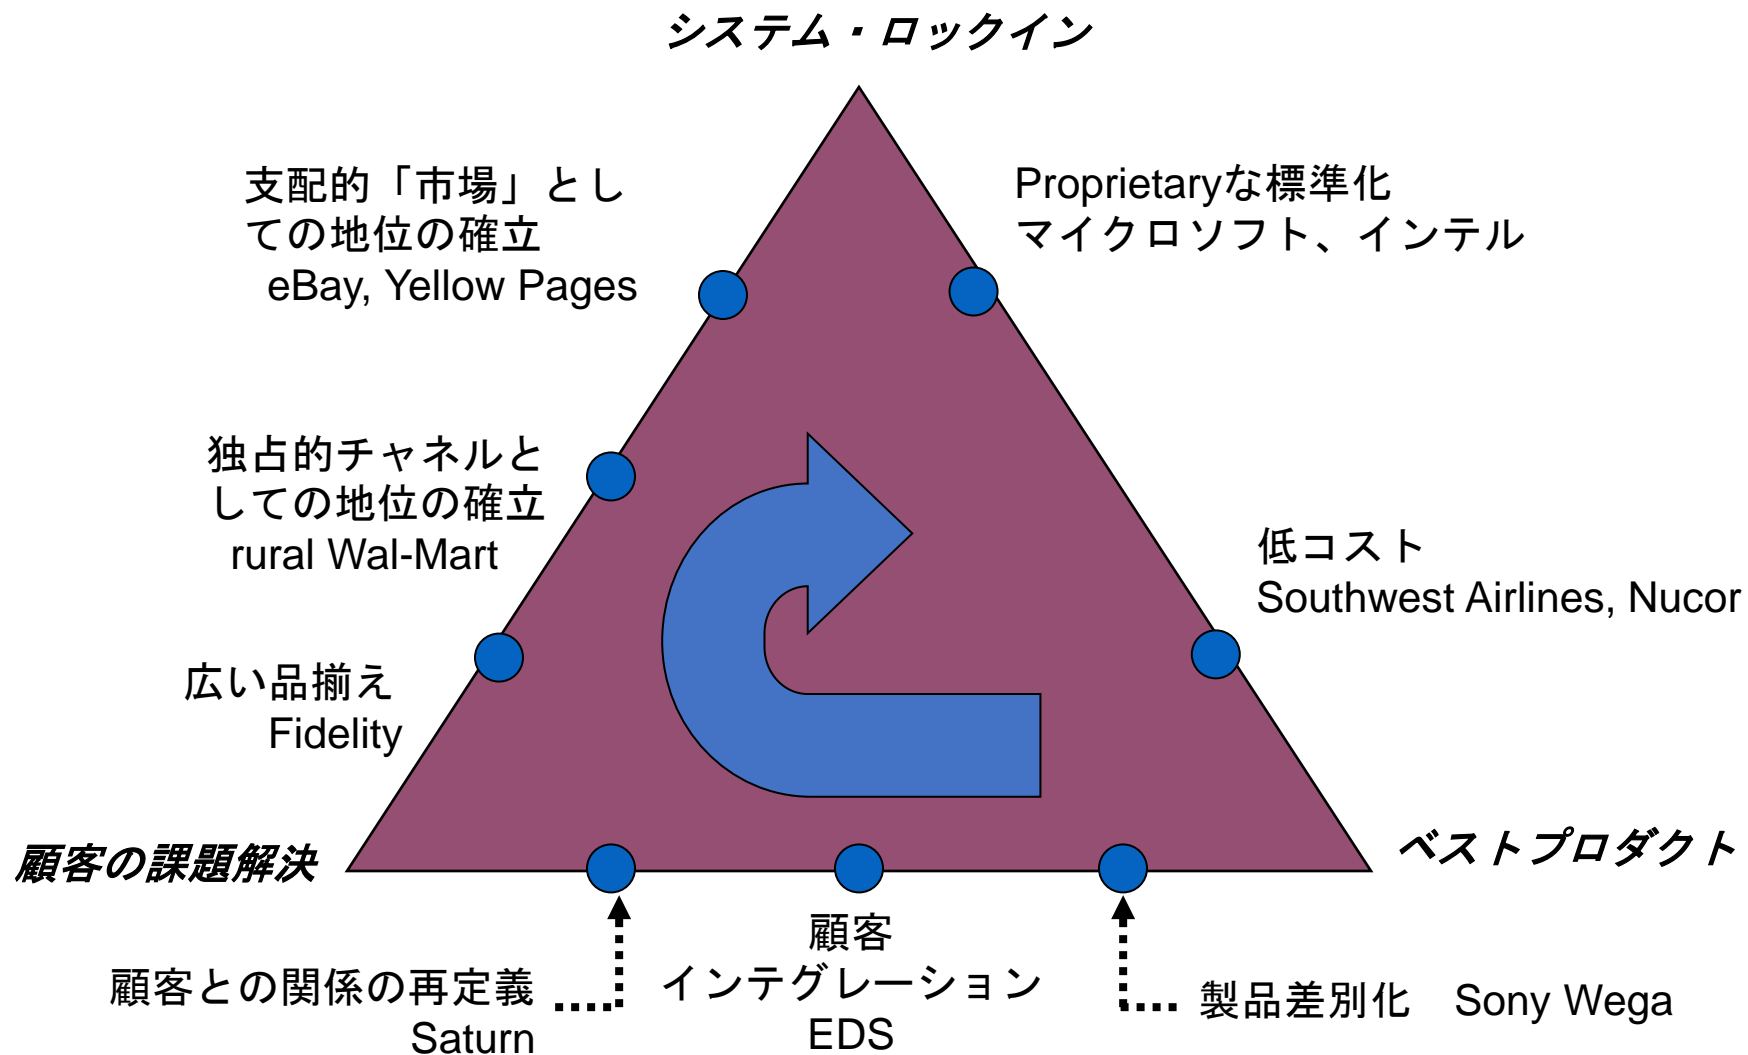 システム・ロックイン
支配的「市場」とし
ての地位の確立
eBay, Yellow Pages
Proprietaryな標準化
マイクロソフト、インテル
独占的チャネルと
しての地位の確立
rural Wal-Mart
低コスト
Southwest Airlines, Nucor
広い品揃え
Fidelity
顧客の課題解決
ベストプロダクト
顧客との関係の再定義
Saturn
顧客
インテグレーション
EDS
製品差別化　Sony Wega